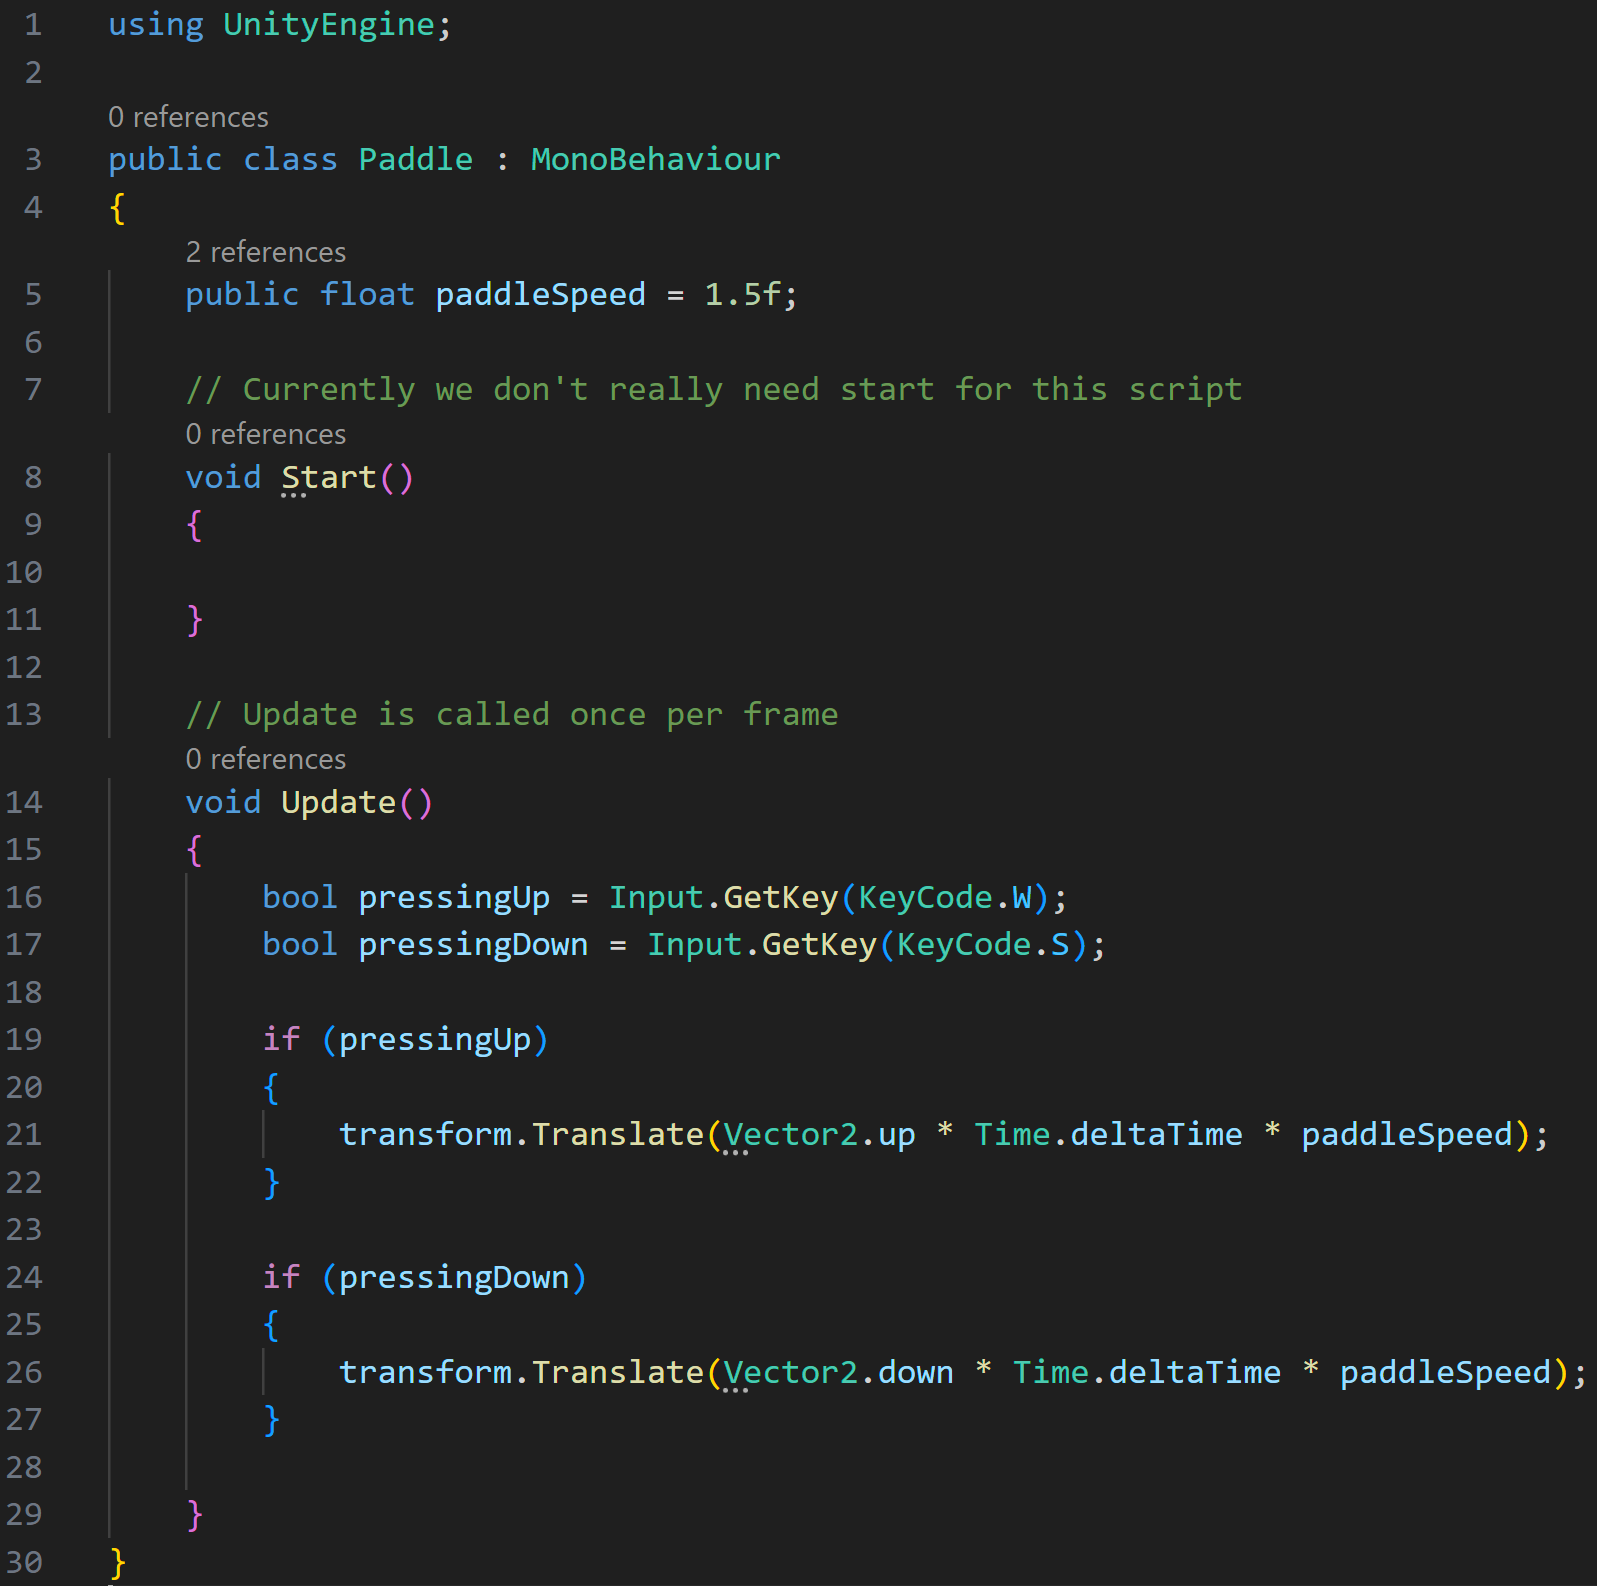 1 using UnityEngine;
2
0 references
3 public class Paddle : MonoBehaviour
4 {
2 references
5 public float paddleSpeed = 1.5f;
6
7 // Currently we don't really need start for this script
0 references
8 void Start()
9 {
10
11 }
12
13 // Update is called once per frame
0 references
14 void Update()
15 {
16 bool pressingUp = Input.GetKey(KeyCode.W);
17 bool pressingDown = Input.GetKey(KeyCode.S);
18
19 if (pressingUp)
20 {
21 transform.Translate(Vector2.up * Time.deltaTime * paddleSpeed);
22 }
23
24 if (pressingDown)
25 {
26 transform.Translate(Vector2.down * Time.deltaTime * paddleSpeed);
27 }
28
29 }
30 }